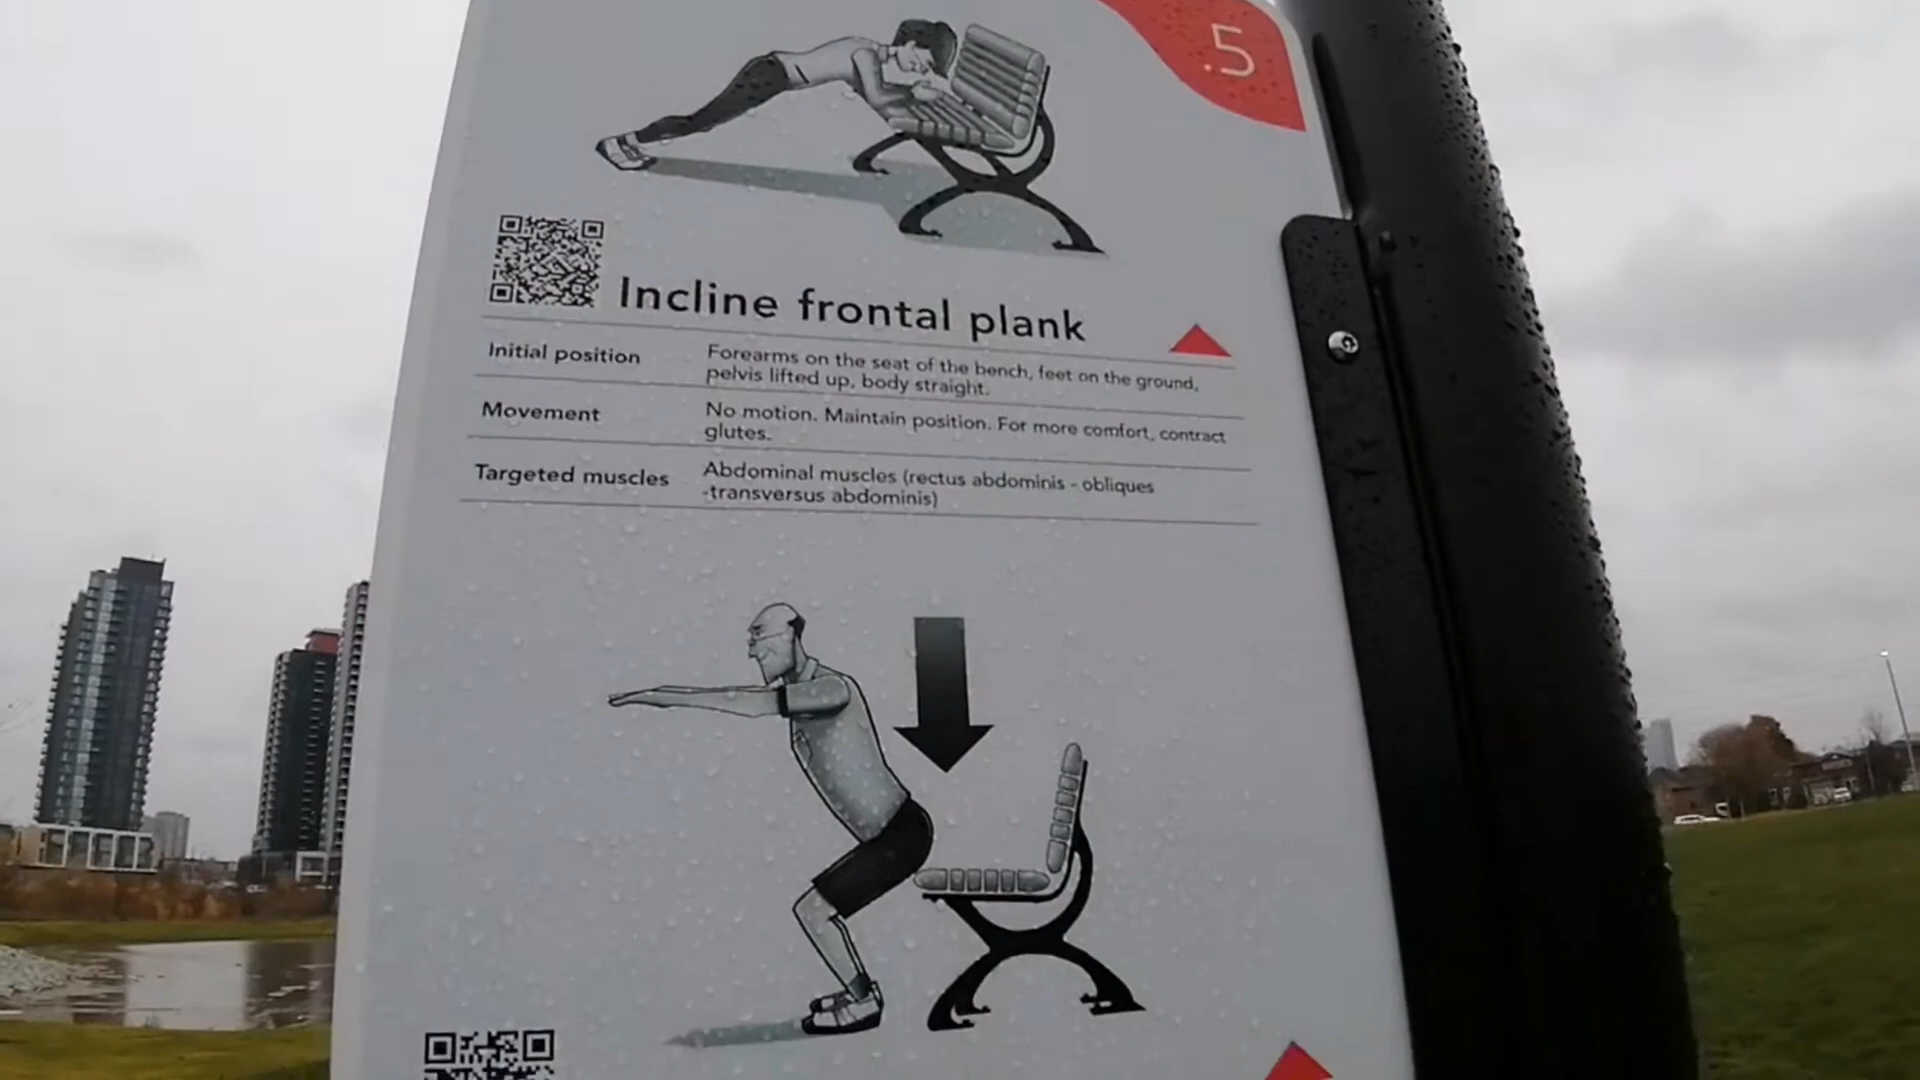 .5
Incline frontal plank
Initial position
Forearms on the seat of the bench, feet on the ground,
pelvis lifted up, body straight.
Movement
No motion. Maintain position. For more comfort, contract
glutes.
Targeted muscles
Abdominal muscles (rectus abdominis - obliques
-transversus abdominis)